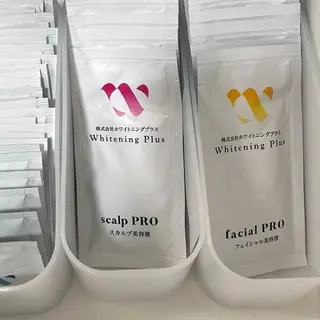 株式会社ホワイトニングプラス
Whitening Plus
scalp PRO
スカルプ美容液
株式会社ホワイトニングプラス
Whitening Plus
facial PRO
フェイシャル美容液